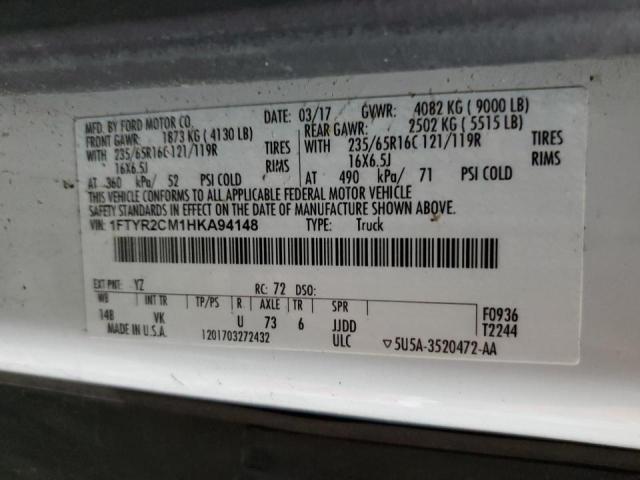 MFD. BY FORD MOTOR CO. 03/17 GVWR: 4082 KG ( 9000 LB)
FRONT GAWR: 1873 KG ( 4130 LB) REAR GAWR: 2502 KG ( 5515 LB)
WITH 235/65R16C 121/119R TIRES WITH 235/65R16C 121/119R TIRES
16X6.5J RIMS 16X6.5J RIMS
AT 360 kPa/ 52 PSI COLD AT 490 kPa/ 71 PSI COLD
THIS VEHICLE CONFORMS TO ALL APPLICABLE FEDERAL MOTOR VEHICLE
SAFETY STANDARDS IN EFFECT ON THE DATE OF MANUFACTURE SHOWN ABOVE.
VIN: 1FTYR2CM1HKA94148 TYPE: Truck
EXT PNT: YZ RC: 72 DSO:
WB INT TR TP/PS R AXLE TR SPR F0936
148 VK U 73 6 JJDD T2244
MADE IN U.S.A. 1201703272432 ULC ▽5U5A-3520472-AA